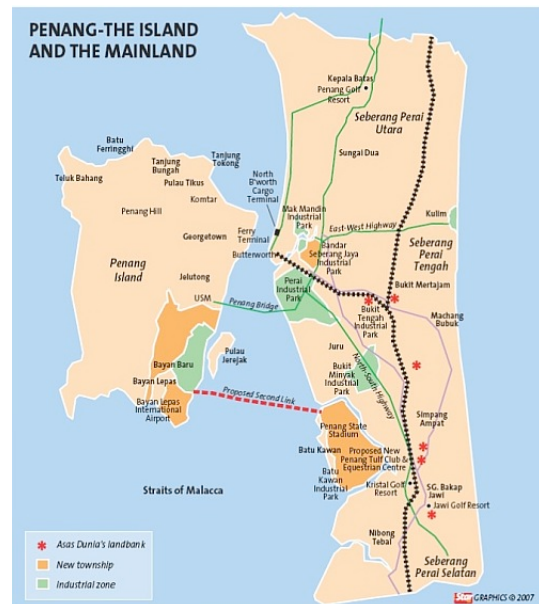 PENANG-THE ISLAND
AND THE MAINLAND
Kepala Batas
Penang Golf
Resort
Seberang Perai
Utara
Sungai Dua
Batu
Ferringghi
Teluk Bahang
Tanjung
Bungah
Tanjung
Tokong
Pulau Tikus
Komtar
Penang Hill
Georgetown
North
B'worth
Cargo
Terminal
Mak Mandin
Industrial
Park
East-West Highway
Kulim
Ferry
Terminal
Butterworth
Bandar
Seberang Jaya
Industrial
Park
Seberang
Perai
Tengah
Penang
Island
Jelutong
USM
Penang Bridge
Perai
Industrial
Park
Bukit Mertajam
Bukit
Tengah
Industrial
Park
Machang
Bubuk
Pulau
Jerejak
Bayan Baru
Bayan Lepas
Bayan Lepas
International
Airport
Proposed Second Link
Juru
Bukit
Minyak
Industrial
Park
North-South Highway
Simpang
Ampat
Penang State
Stadium
Batu Kawan
Proposed New
Penang Tulf Club &
Equestrian Centre
Batu
Kawan
Industrial
Park
Kristal Golf
Resort
SG. Bakap
Jawi
Jawi Golf Resort
Straits of Malacca
Nibong
Tebal
Seberang
Perai Selatan
Asas Dunia's landbank
New township
Industrial zone
Star GRAPHICS © 2007